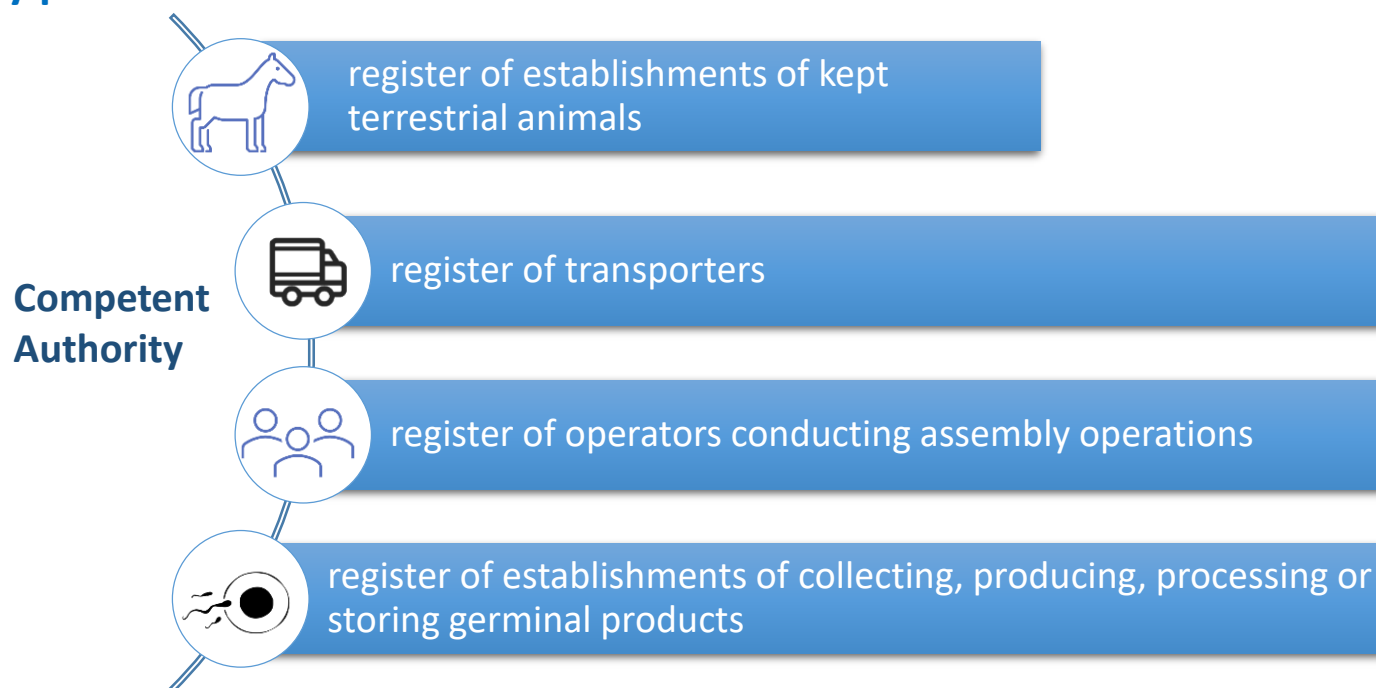 register of establishments of kept
terrestrial animals
register of transporters
Competent
Authority
register of operators conducting assembly operations
register of establishments of collecting, producing, processing or
storing germinal products